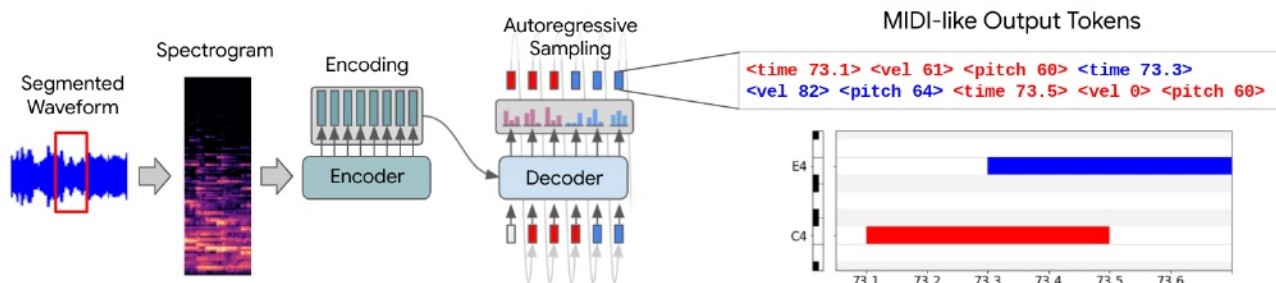 Segmented
Waveform
Spectrogram
Encoding
Encoder
Autoregressive
Sampling
Decoder
MIDI-like Output Tokens
<time 73.1> <vel 61> <pitch 60> <time 73.3>
<vel 82> <pitch 64> <time 73.5> <vel 0> <pitch 60>
E4
C4
73.1 73.2 73.3 73.4 73.5 73.6